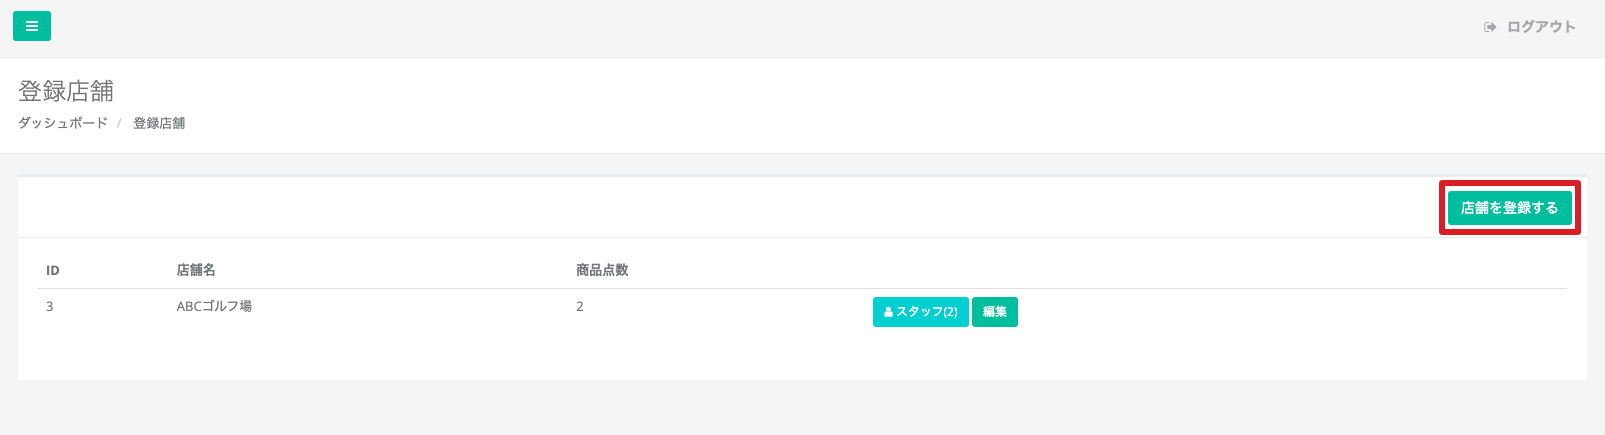 ログアウト
登録店舗
ダッシュボード / 登録店舗
店舗を登録する
ID 店舗名 商品点数
3 ABCゴルフ場 2 スタッフ(2) 編集